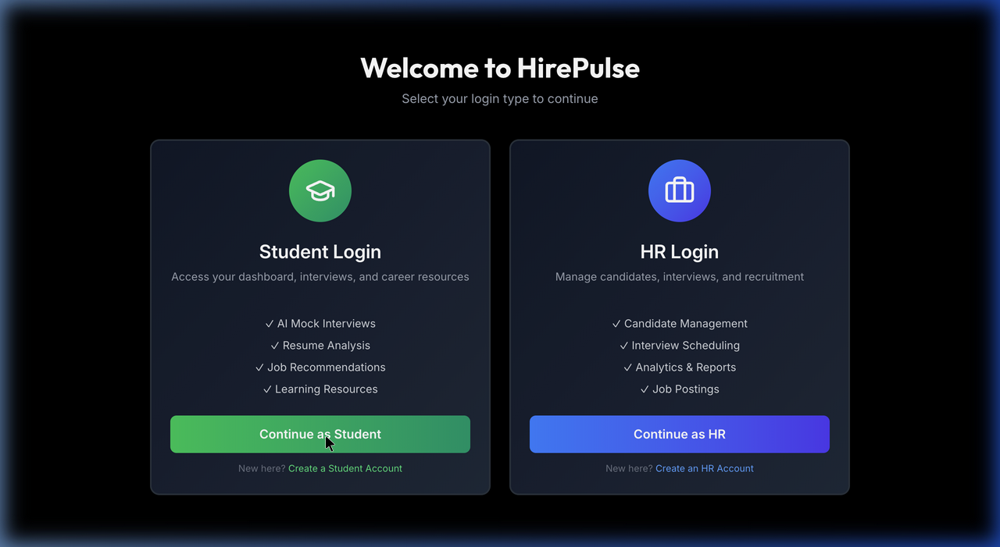 Welcome to HirePulse
Select your login type to continue
Student Login
Access your dashboard, interviews, and career resources
✓ AI Mock Interviews
✓ Resume Analysis
✓ Job Recommendations
✓ Learning Resources
Continue as Student
New here? Create a Student Account
HR Login
Manage candidates, interviews, and recruitment
✓ Candidate Management
✓ Interview Scheduling
✓ Analytics & Reports
✓ Job Postings
Continue as HR
New here? Create an HR Account